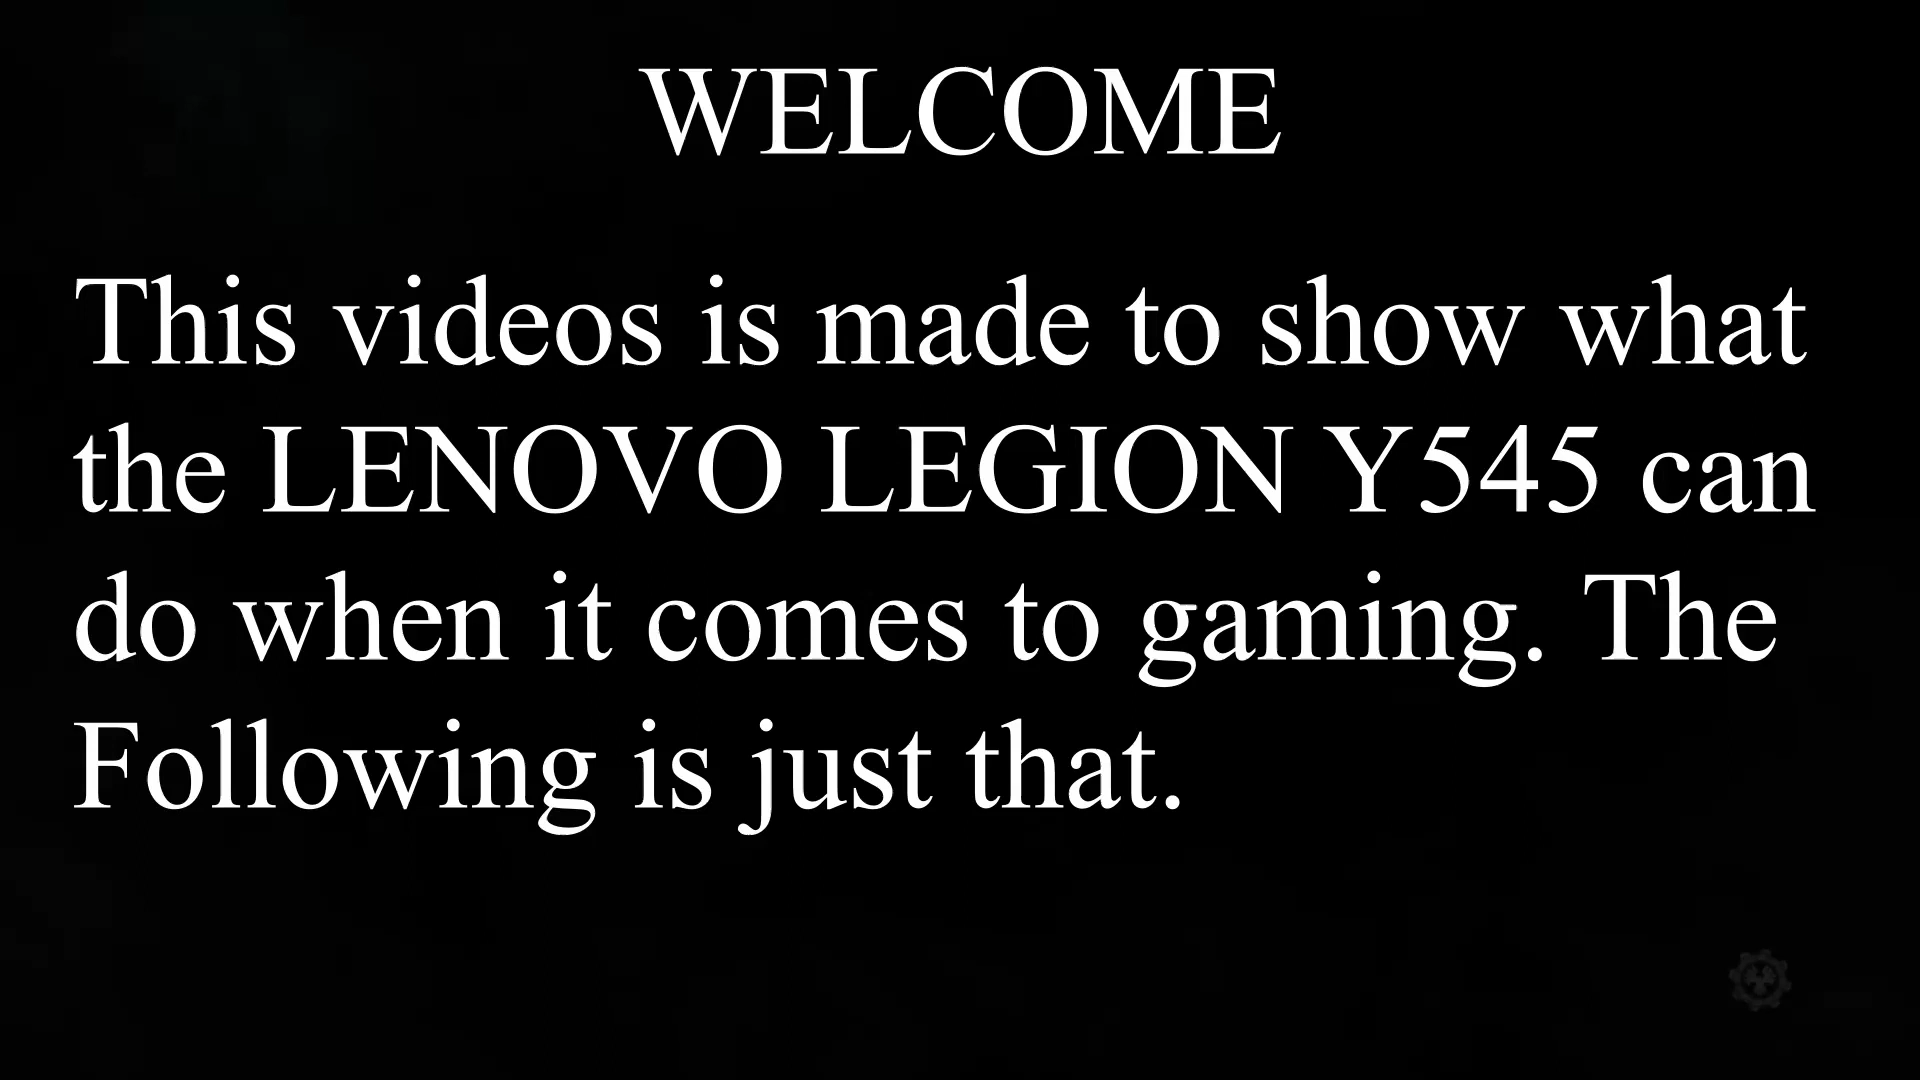 WELCOME
This videos is made to show what
the LENOVO LEGION Y545 can
do when it comes to gaming. The
Following is just that.